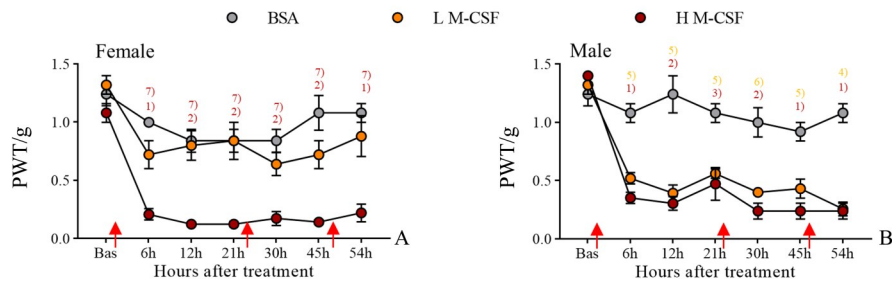 BSA L M-CSF H M-CSF
Female
PWT/g
1.5
1.0
0.5
0.0
7) 7) 7) 7) 7) 7)
1) 2) 2) 2) 2) 1)
Bas 6h 12h 21h 30h 45h 54h
Hours after treatment
A
Male
PWT/g
1.5
1.0
0.5
0.0
5) 5) 5) 6) 5) 4)
1) 2) 3) 2) 1) 1)
Bas 6h 12h 21h 30h 45h 54h
Hours after treatment
B